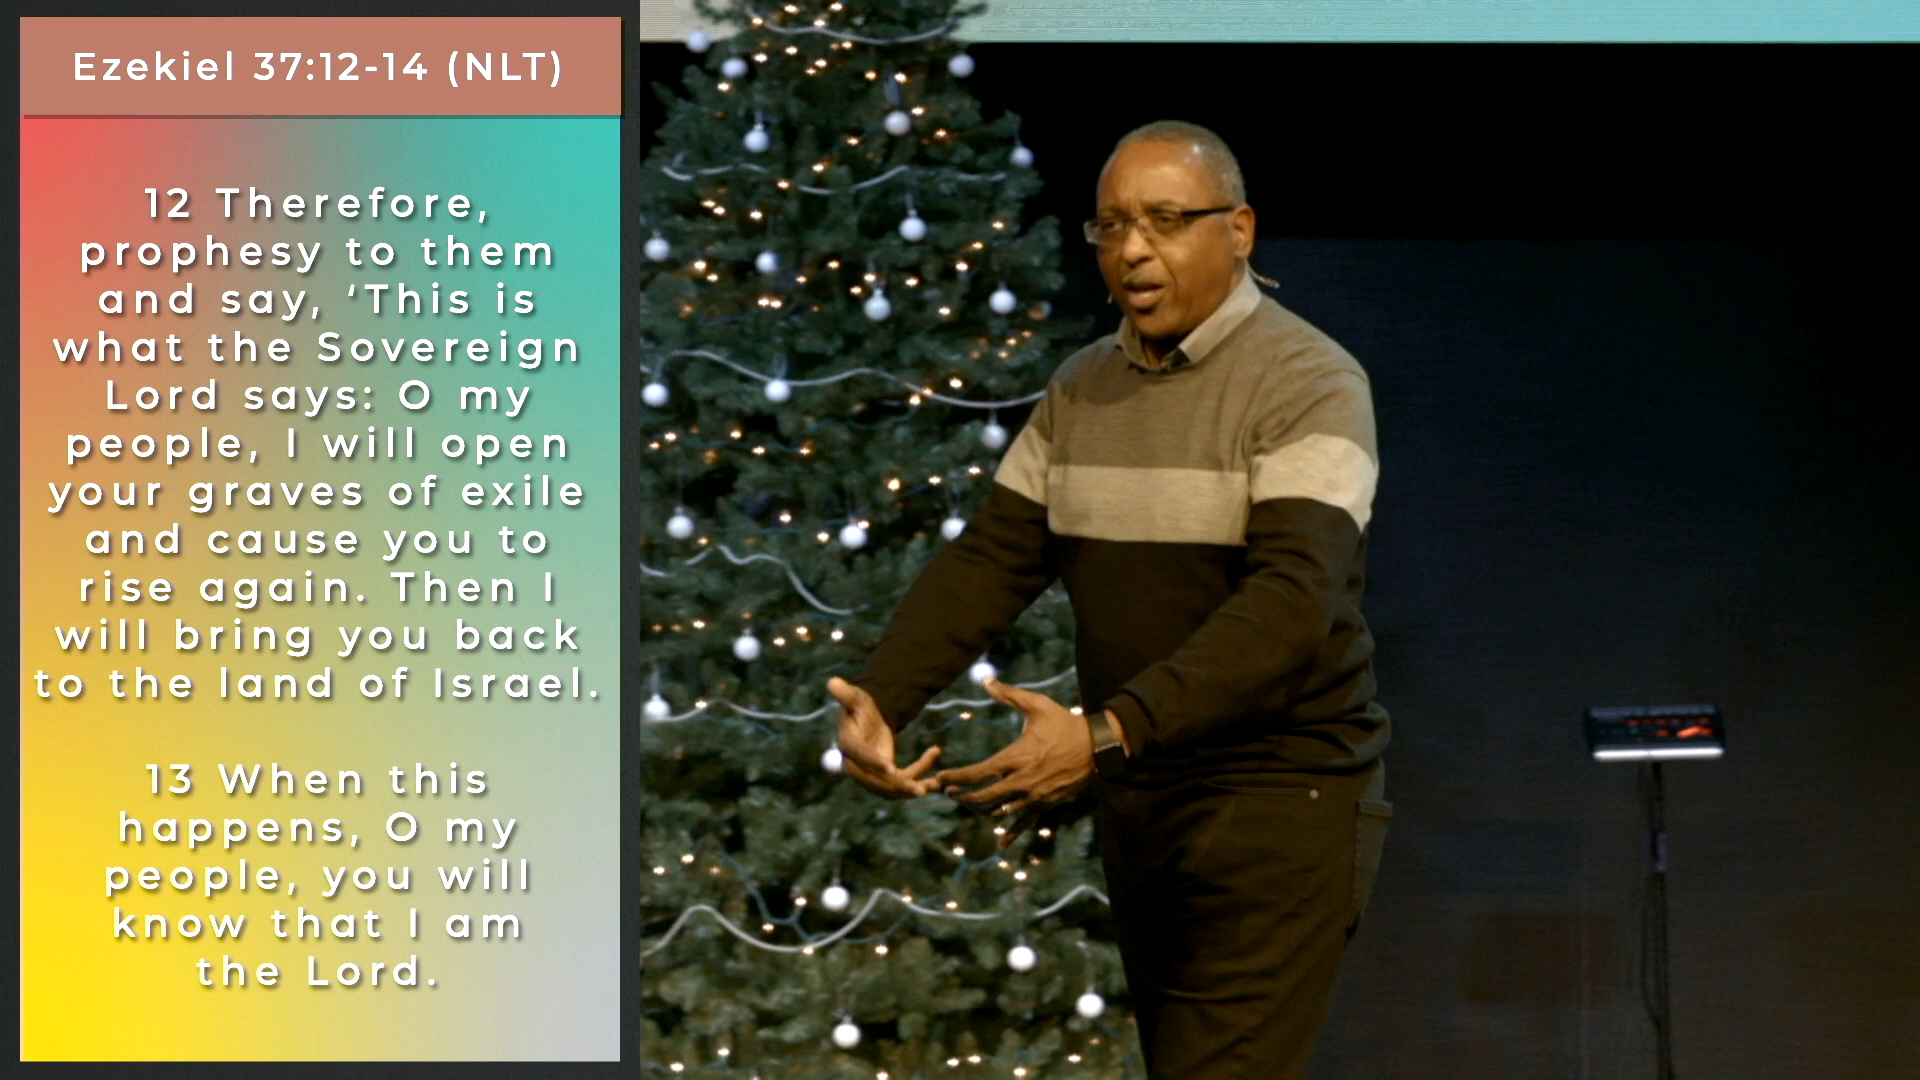 Ezekiel 37:12-14 (NLT)
12 Therefore,
prophesy to them
and say, ‘This is
what the Sovereign
Lord says: O my
people, I will open
your graves of exile
and cause you to
rise again. Then I
will bring you back
to the land of Israel.
13 When this
happens, O my
people, you will
know that I am
the Lord.